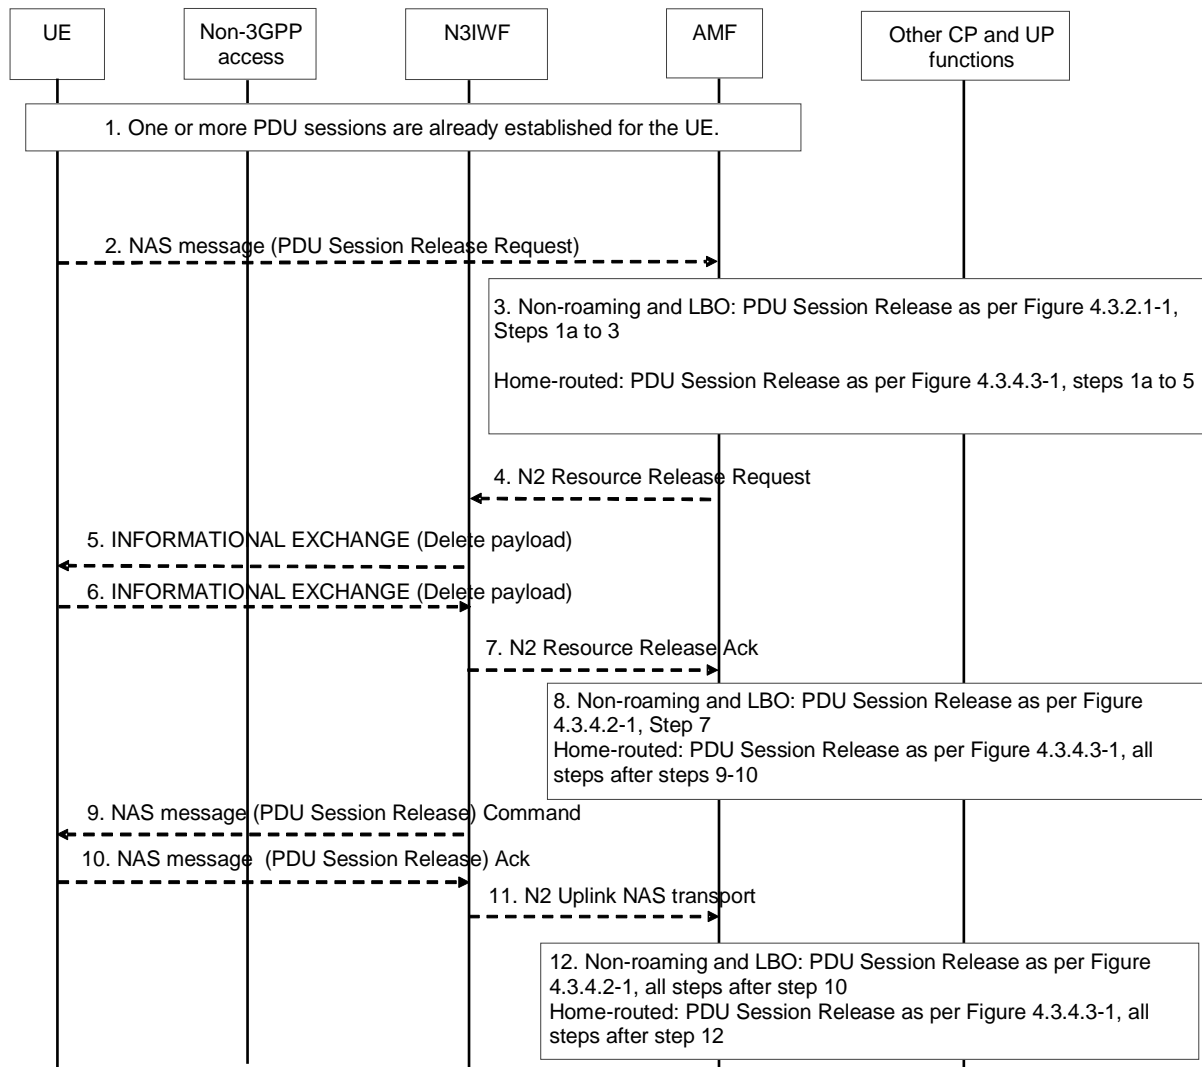 UE
Non-3GPP
access
N3IWF
AMF
Other CP and UP
functions
1. One or more PDU sessions are already established for the UE.
2. NAS message (PDU Session Release Request)
3. Non-roaming and LBO: PDU Session Release as per Figure 4.3.2.1-1,
Steps 1a to 3
Home-routed: PDU Session Release as per Figure 4.3.4.3-1, steps 1a to 5
4. N2 Resource Release Request
5. INFORMATIONAL EXCHANGE (Delete payload)
6. INFORMATIONAL EXCHANGE (Delete payload)
7. N2 Resource Release Ack
8. Non-roaming and LBO: PDU Session Release as per Figure
4.3.4.2-1, Step 7
Home-routed: PDU Session Release as per Figure 4.3.4.3-1, all
steps after steps 9-10
9. NAS message (PDU Session Release) Command
10. NAS message  (PDU Session Release) Ack
11. N2 Uplink NAS transport
12. Non-roaming and LBO: PDU Session Release as per Figure
4.3.4.2-1, all steps after step 10
Home-routed: PDU Session Release as per Figure 4.3.4.3-1, all
steps after step 12